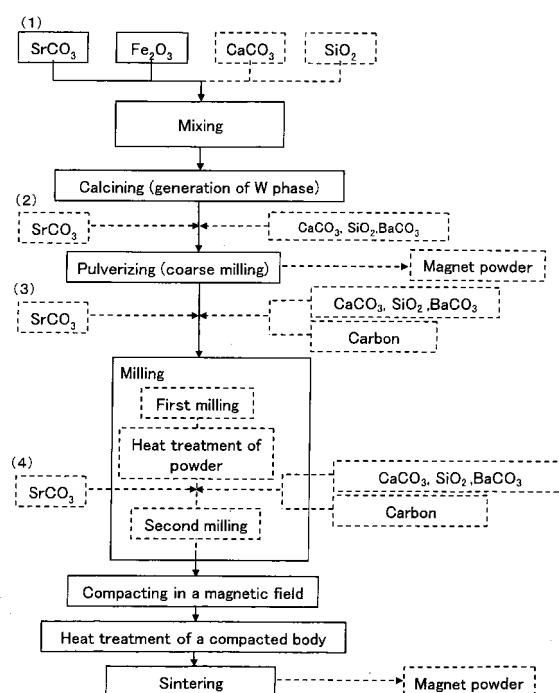 (1)
SrCO3 Fe2O3 CaCO3 SiO2
Mixing
Calcining (generation of W phase)
(2)
SrCO3
CaCO3, SiO2,BaCO3
Pulverizing (coarse milling)
Magnet powder
(3)
SrCO3
CaCO3, SiO2 ,BaCO3
Carbon
Milling
First milling
Heat treatment of
powder
(4)
SrCO3
CaCO3, SiO2 ,BaCO3
Carbon
Second milling
Compacting in a magnetic field
Heat treatment of a compacted body
Sintering
Magnet powder